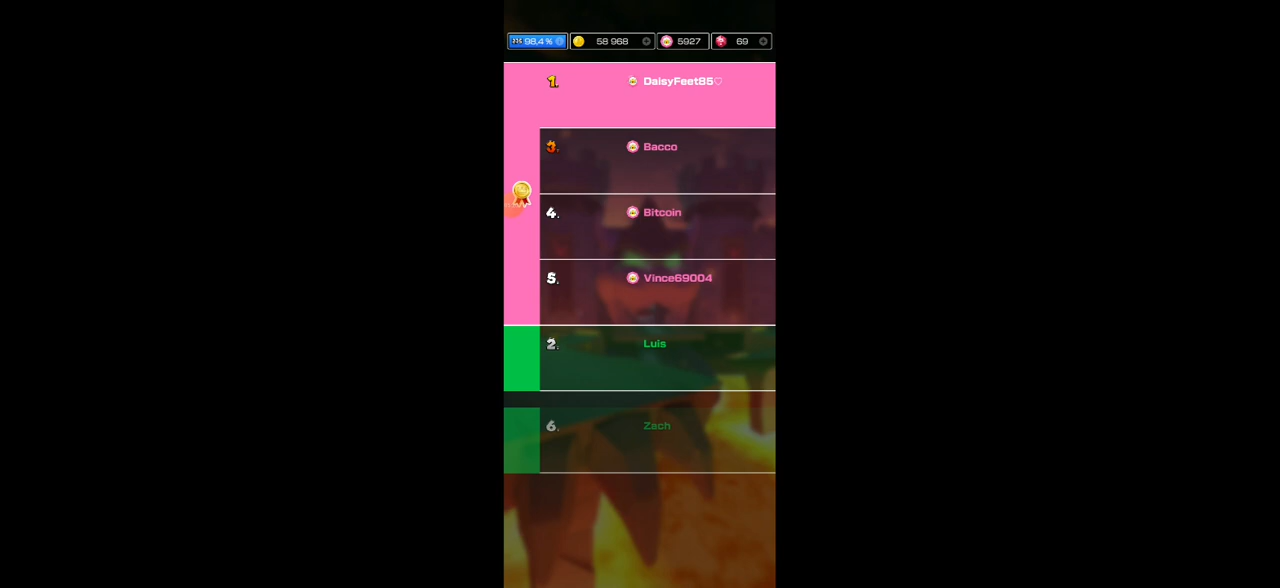 98,4% 58 968 5927 69
1. DaisyFeet85♡
3. Bacco
4. Bitcoin
5. Vince69004
2. Luis
6. Zach